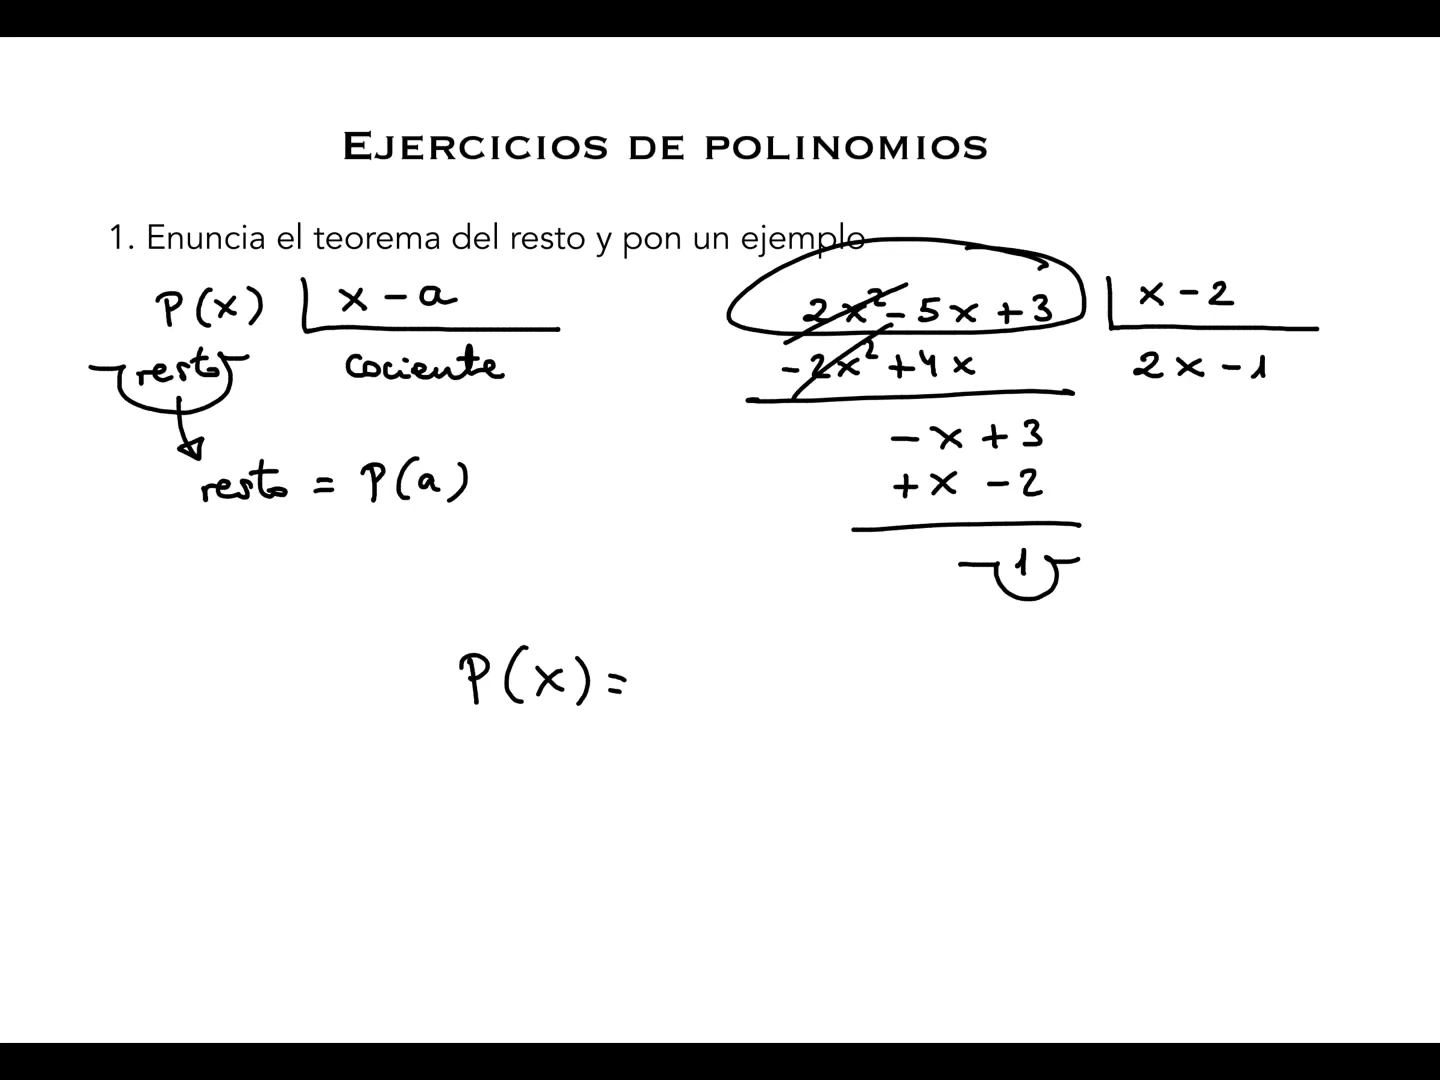 EJERCICIOS DE POLINOMIOS
1. Enuncia el teorema del resto y pon un ejemplo
P(x) x - a
resto cociente
resto = P(a)
2x² - 5x + 3 x - 2
-2x² + 4x 2x - 1
-x + 3
+x - 2
1
P(x) =